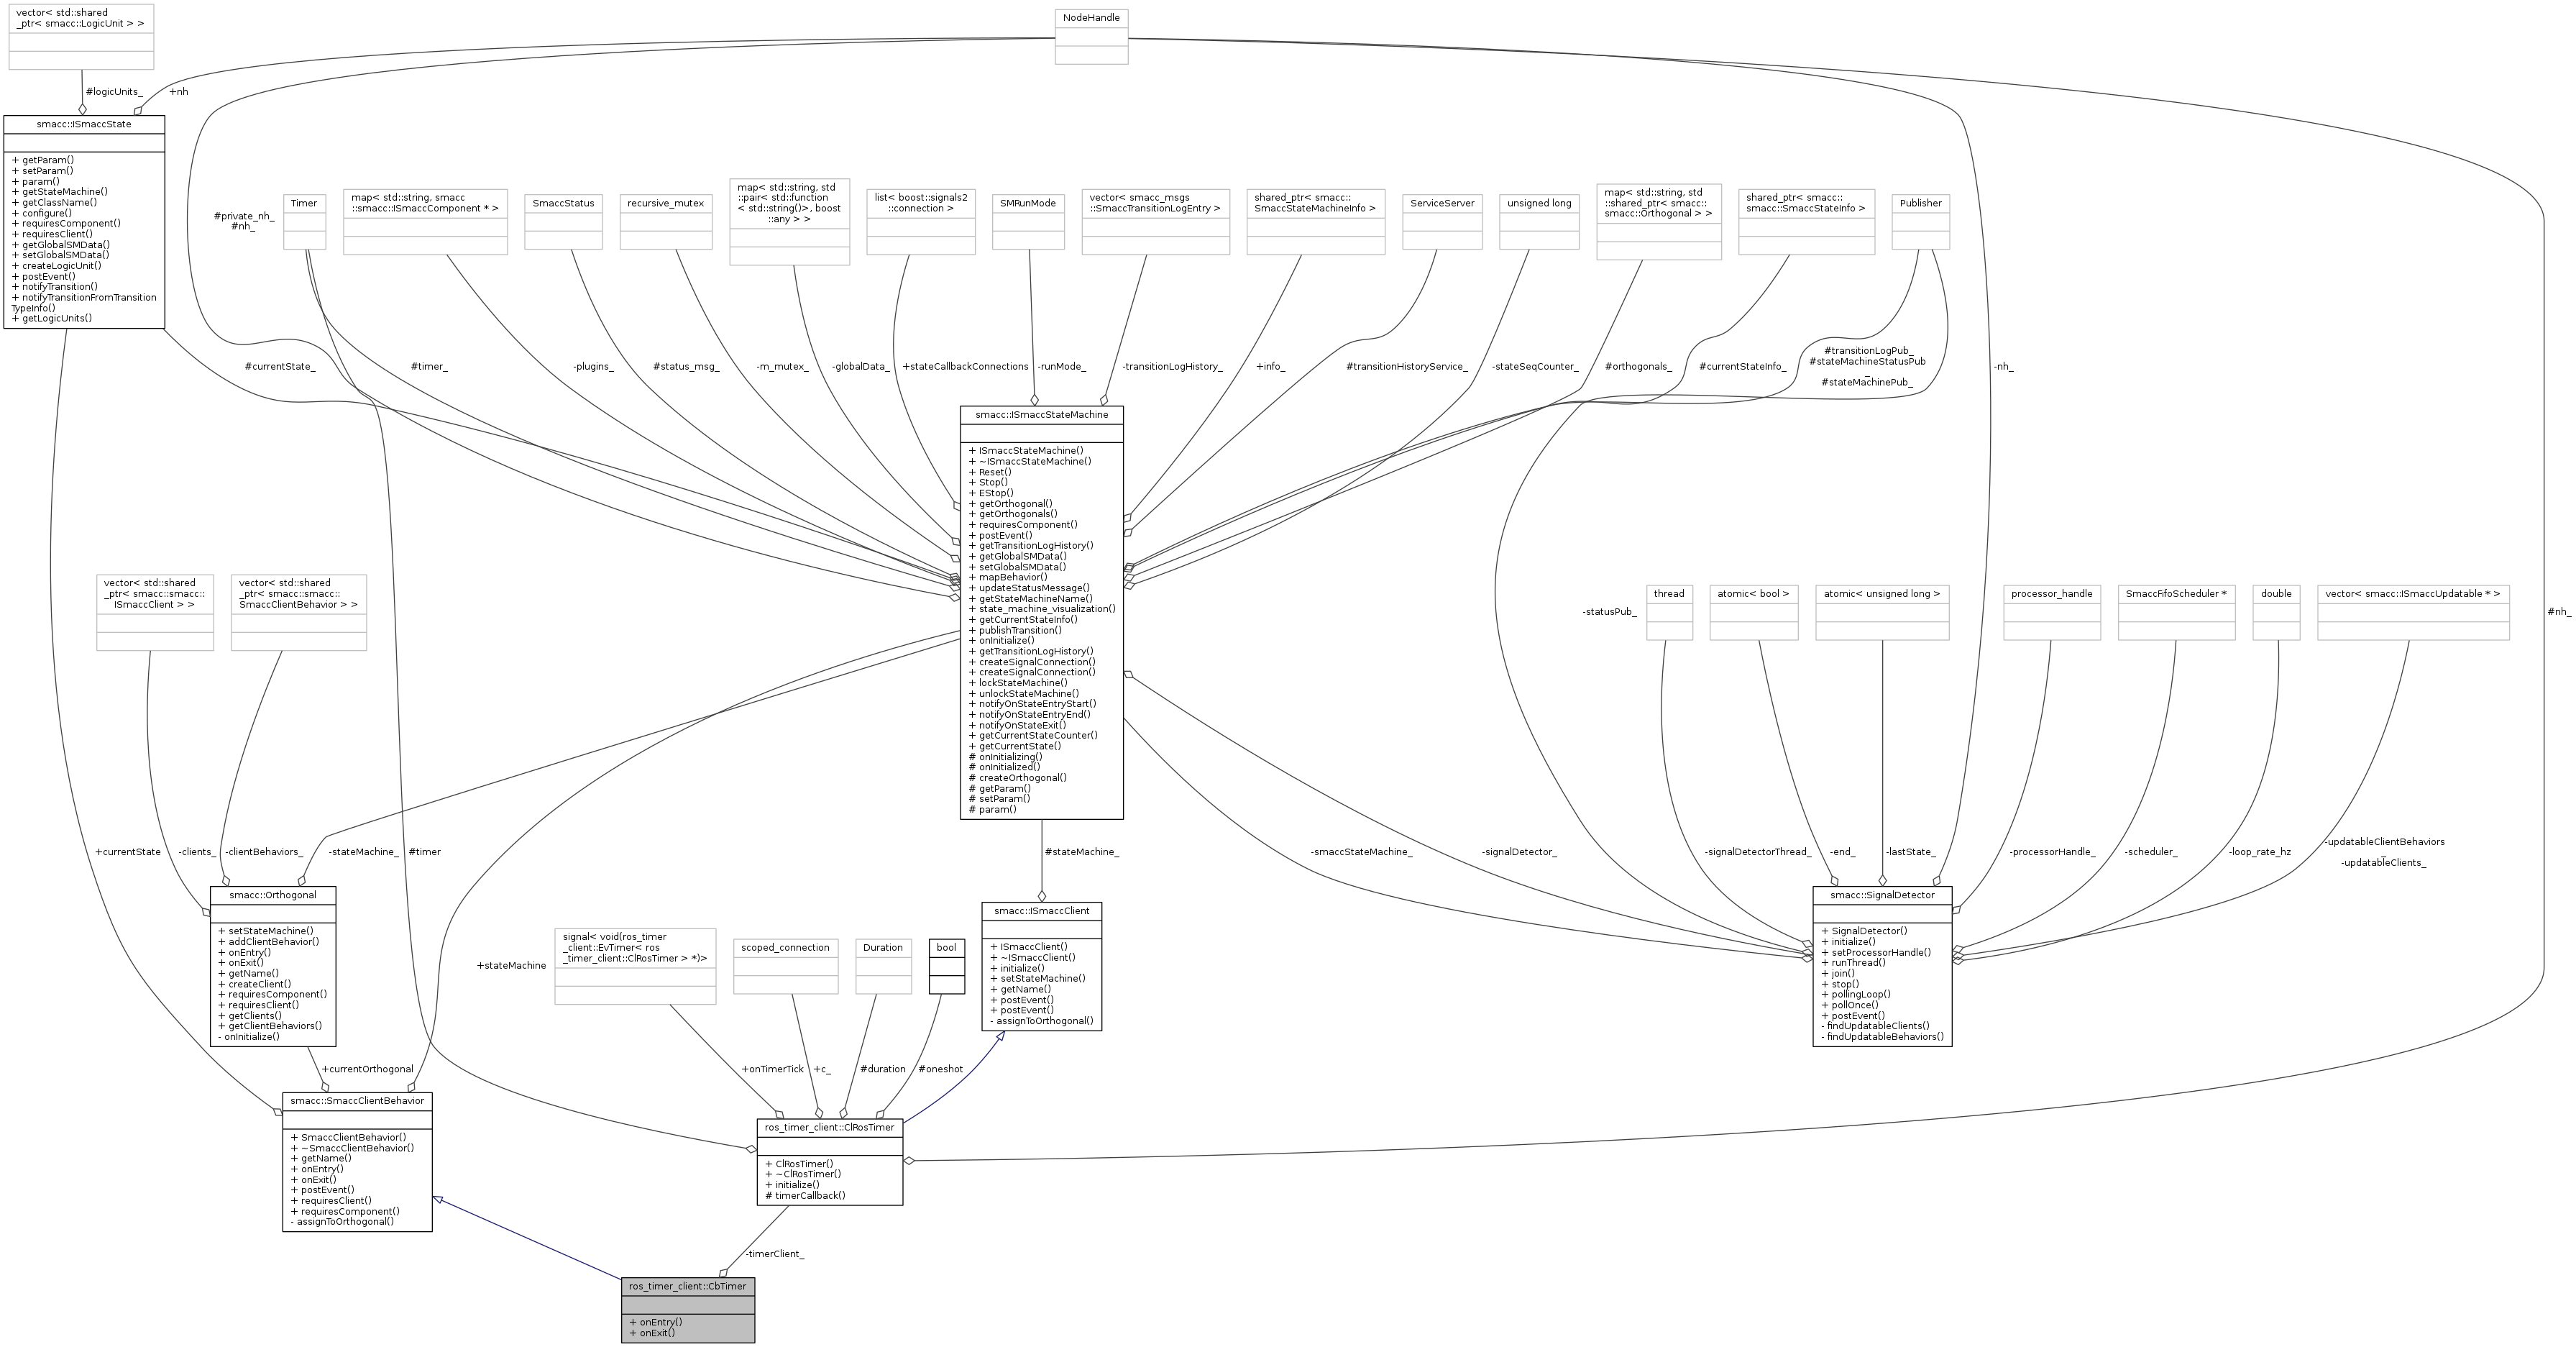 vector< std::shared
_ptr< smacc::LogicUnit > >
NodeHandle
#logicUnits_
+nh
smacc::ISmaccState
+ getParam()
+ setParam()
+ param()
+ getStateMachine()
+ getClassName()
+ configure()
+ requiresComponent()
+ requiresClient()
+ getGlobalSMData()
+ setGlobalSMData()
+ createLogicUnit()
+ postEvent()
+ notifyTransition()
+ notifyTransitionFromTransition
TypeInfo()
+ getLogicUnits()
#private_nh_
#nh_
Timer
map< std::string, smacc
::smacc::ISmaccComponent * >
SmaccStatus
recursive_mutex
map< std::string, std
::pair< std::function
< std::string()>, boost
::any > >
list< boost::signals2
::connection >
SMRunMode
vector< smacc_msgs
::SmaccTransitionLogEntry >
shared_ptr< smacc::
SmaccStateMachineInfo >
ServiceServer
unsigned long
map< std::string, std
::shared_ptr< smacc::
smacc::Orthogonal > >
shared_ptr< smacc::
smacc::SmaccStateInfo >
Publisher
#currentState_
#timer_
-plugins_
#status_msg_
-m_mutex_
-globalData_
+stateCallbackConnections
-runMode_
-transitionLogHistory_
+info_
#transitionHistoryService_
-stateSeqCounter_
#orthogonals_
#currentStateInfo_
#transitionLogPub_
#stateMachineStatusPub
_
#stateMachinePub_
-nh_
smacc::ISmaccStateMachine
+ ISmaccStateMachine()
+ ~ISmaccStateMachine()
+ Reset()
+ Stop()
+ EStop()
+ getOrthogonal()
+ getOrthogonals()
+ requiresComponent()
+ postEvent()
+ getTransitionLogHistory()
+ getGlobalSMData()
+ setGlobalSMData()
+ mapBehavior()
+ updateStatusMessage()
+ getStateMachineName()
+ state_machine_visualization()
+ getCurrentStateInfo()
+ publishTransition()
+ onInitialize()
+ getTransitionLogHistory()
+ createSignalConnection()
+ createSignalConnection()
+ lockStateMachine()
+ unlockStateMachine()
+ notifyOnStateEntryStart()
+ notifyOnStateEntryEnd()
+ notifyOnStateExit()
+ getCurrentStateCounter()
+ getCurrentState()
# onInitializing()
# onInitialized()
# createOrthogonal()
# getParam()
# setParam()
# param()
vector< std::shared
_ptr< smacc::smacc::
ISmaccClient > >
vector< std::shared
_ptr< smacc::smacc::
SmaccClientBehavior > >
-statusPub_
thread
atomic< bool >
atomic< unsigned long >
processor_handle
SmaccFifoScheduler *
double
vector< smacc::ISmaccUpdatable * >
#nh_
+currentState
-clients_
-clientBehaviors_
-stateMachine_
#timer
#stateMachine_
-smaccStateMachine_
-signalDetector_
-signalDetectorThread_
-end_
-lastState_
-processorHandle_
-scheduler_
-loop_rate_hz
-updatableClientBehaviors
_
-updatableClients_
smacc::Orthogonal
+ setStateMachine()
+ addClientBehavior()
+ onEntry()
+ onExit()
+ getName()
+ createClient()
+ requiresComponent()
+ requiresClient()
+ getClients()
+ getClientBehaviors()
- onInitialize()
+stateMachine
signal< void(ros_timer
_client::EvTimer< ros
_timer_client::ClRosTimer > *)>
scoped_connection
Duration
bool
smacc::ISmaccClient
+ ISmaccClient()
+ ~ISmaccClient()
+ initialize()
+ setStateMachine()
+ getName()
+ postEvent()
+ postEvent()
- assignToOrthogonal()
smacc::SignalDetector
+ SignalDetector()
+ initialize()
+ setProcessorHandle()
+ runThread()
+ join()
+ stop()
+ pollingLoop()
+ pollOnce()
+ postEvent()
- findUpdatableClients()
- findUpdatableBehaviors()
+currentOrthogonal
+onTimerTick
+c_
#duration
#oneshot
smacc::SmaccClientBehavior
+ SmaccClientBehavior()
+ ~SmaccClientBehavior()
+ getName()
+ onEntry()
+ onExit()
+ postEvent()
+ requiresClient()
+ requiresComponent()
- assignToOrthogonal()
ros_timer_client::ClRosTimer
+ ClRosTimer()
+ ~ClRosTimer()
+ initialize()
# timerCallback()
-timerClient_
ros_timer_client::CbTimer
+ onEntry()
+ onExit()